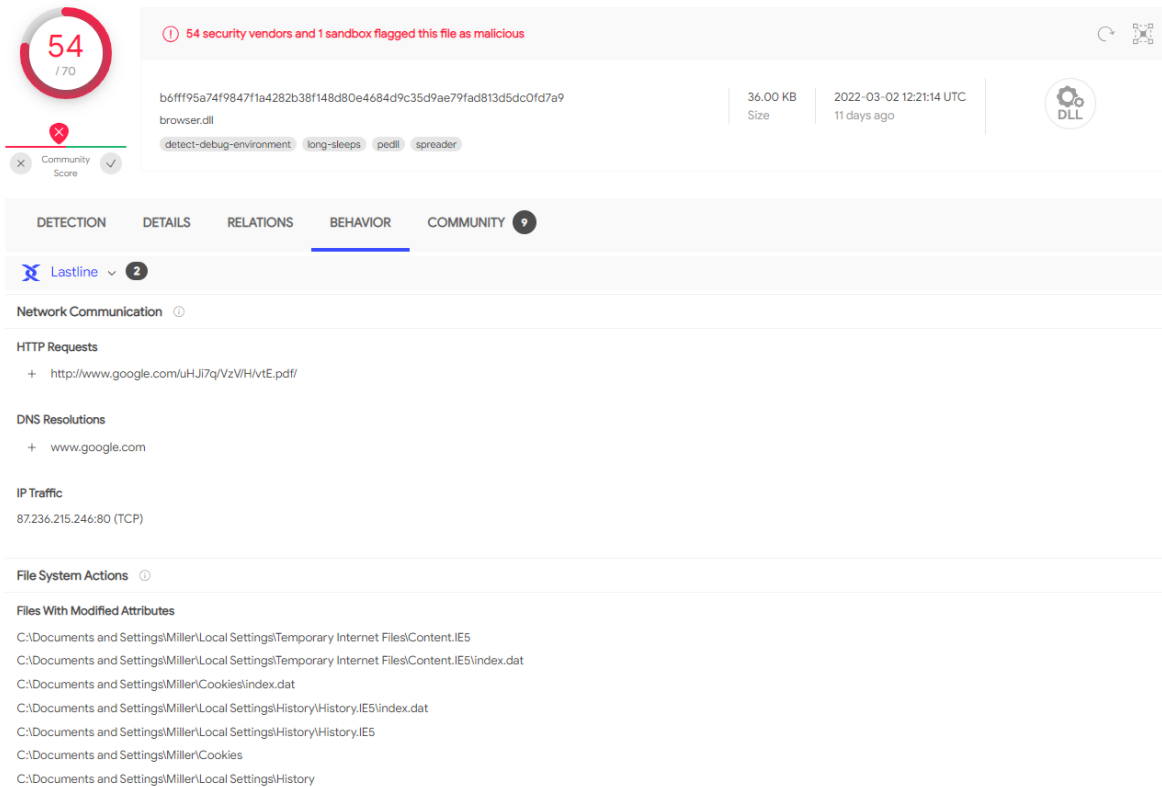 54
/ 70
Community
Score
54 security vendors and 1 sandbox flagged this file as malicious
b6fff95a74f9847f1a4282b38f148d80e4684d9c35d9ae79fad813d5dc0fd7a9
browser.dll
detect-debug-environment long-sleeps pedll spreader
36.00 KB
Size
2022-03-02 12:21:14 UTC
11 days ago
DLL
DETECTION DETAILS RELATIONS BEHAVIOR COMMUNITY 9
Lastline 2
Network Communication
HTTP Requests
+ http://www.google.com/uHJi7q/VzV/H/vtE.pdf/
DNS Resolutions
+ www.google.com
IP Traffic
87.236.215.246:80 (TCP)
File System Actions
Files With Modified Attributes
C:\Documents and Settings\Miller\Local Settings\Temporary Internet Files\Content.IE5
C:\Documents and Settings\Miller\Local Settings\Temporary Internet Files\Content.IE5\index.dat
C:\Documents and Settings\Miller\Cookies\index.dat
C:\Documents and Settings\Miller\Local Settings\History\History.IE5\index.dat
C:\Documents and Settings\Miller\Local Settings\History\History.IE5
C:\Documents and Settings\Miller\Cookies
C:\Documents and Settings\Miller\Local Settings\History